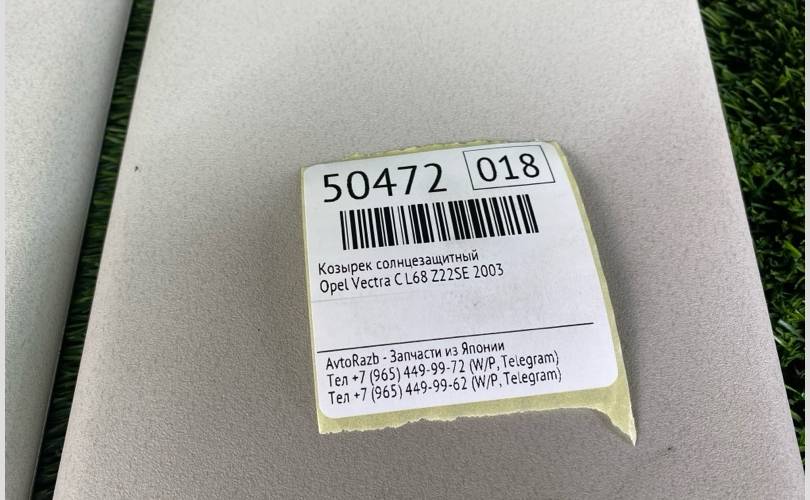 50472 018
Козырек солнцезащитный
Opel Vectra C L68 Z22SE 2003
AvtoRazb - Запчасти из Японии
Тел +7 (965) 449-99-72 (W/P, Telegram)
Тел +7 (965) 449-99-62 (W/P, Telegram)